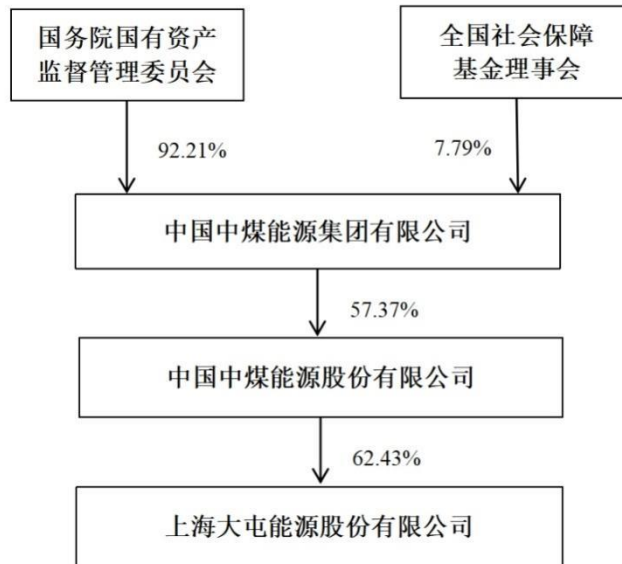 国务院国有资产
监督管理委员会
全国社会保障
基金理事会
92.21%
7.79%
中国中煤能源集团有限公司
57.37%
中国中煤能源股份有限公司
62.43%
上海大屯能源股份有限公司